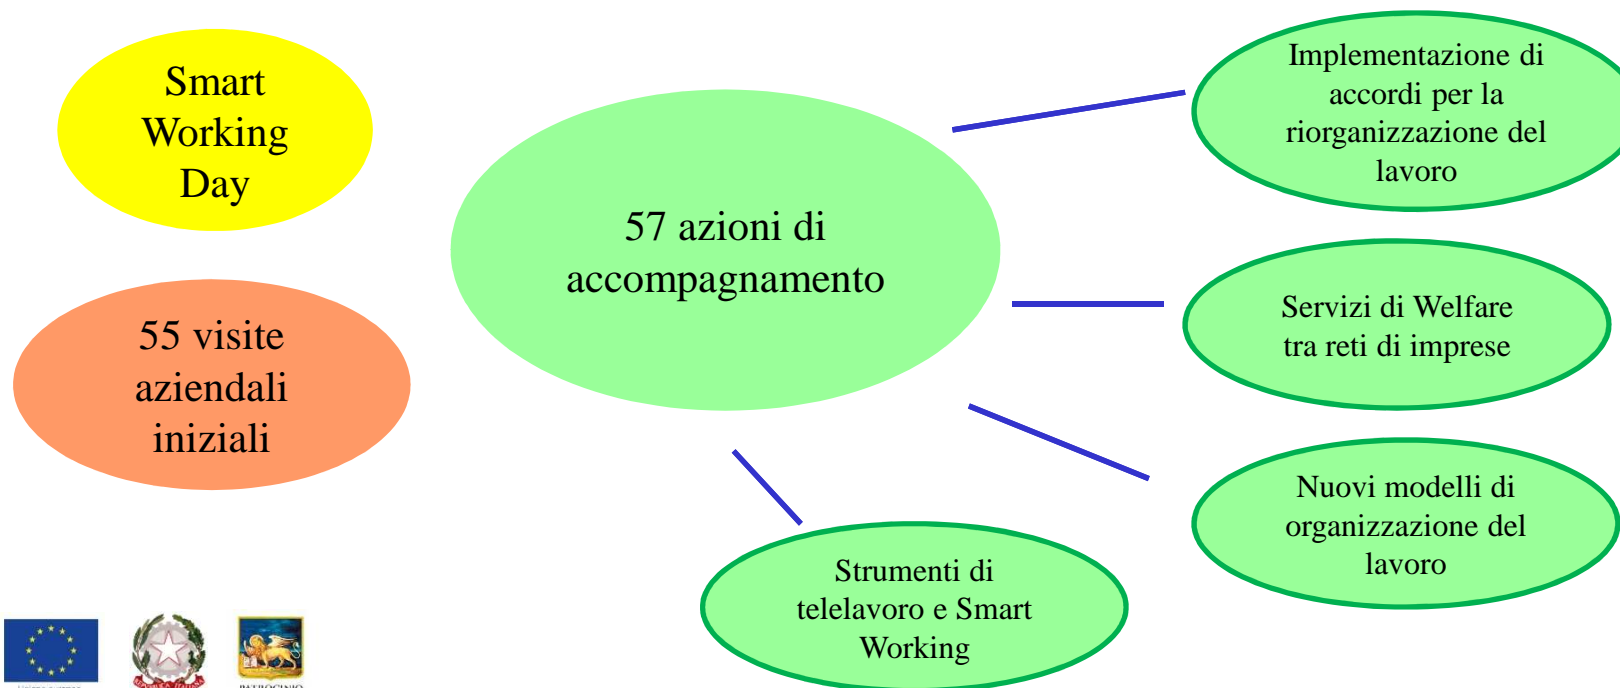 Smart
Working
Day
55 visite
aziendali
iniziali
57 azioni di
accompagnamento
Implementazione di
accordi per la
riorganizzazione del
lavoro
Servizi di Welfare
tra reti di imprese
Nuovi modelli di
organizzazione del
lavoro
Strumenti di
telelavoro e Smart
Working
PATROCINIO